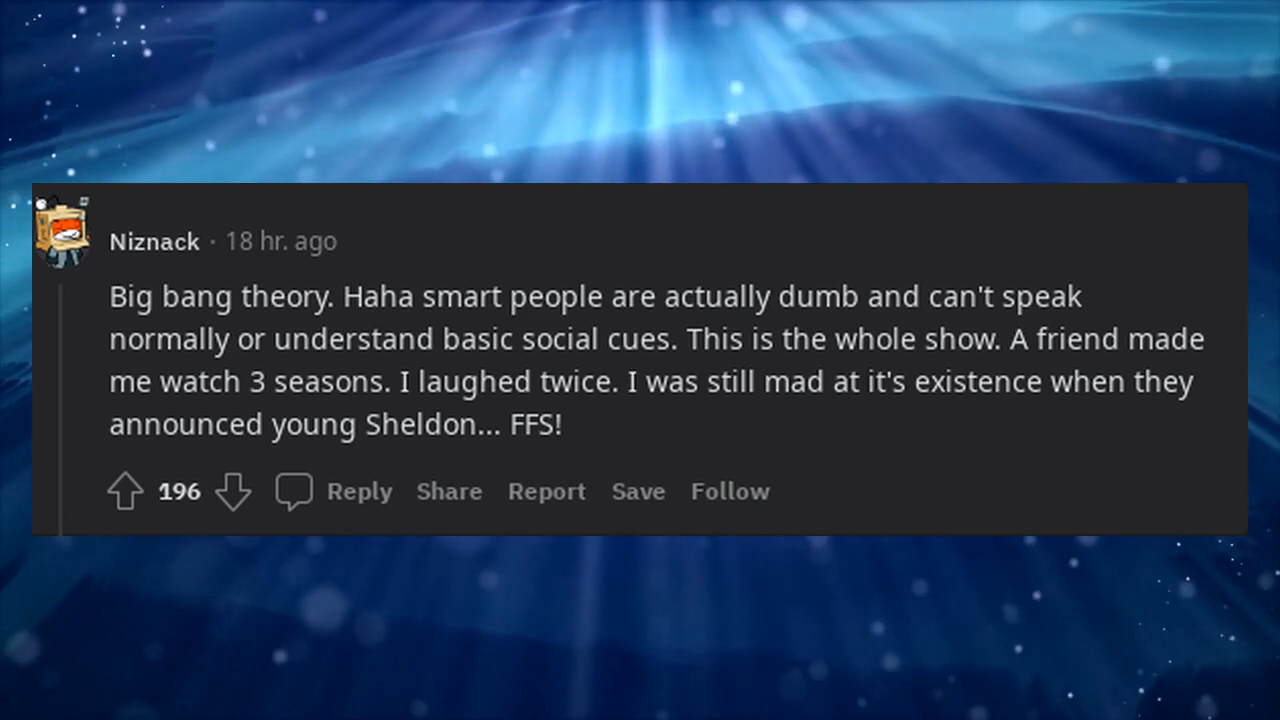 Niznack · 18 hr. ago
Big bang theory. Haha smart people are actually dumb and can't speak
normally or understand basic social cues. This is the whole show. A friend made
me watch 3 seasons. I laughed twice. I was still mad at it's existence when they
announced young Sheldon... FFS!
196 Reply Share Report Save Follow